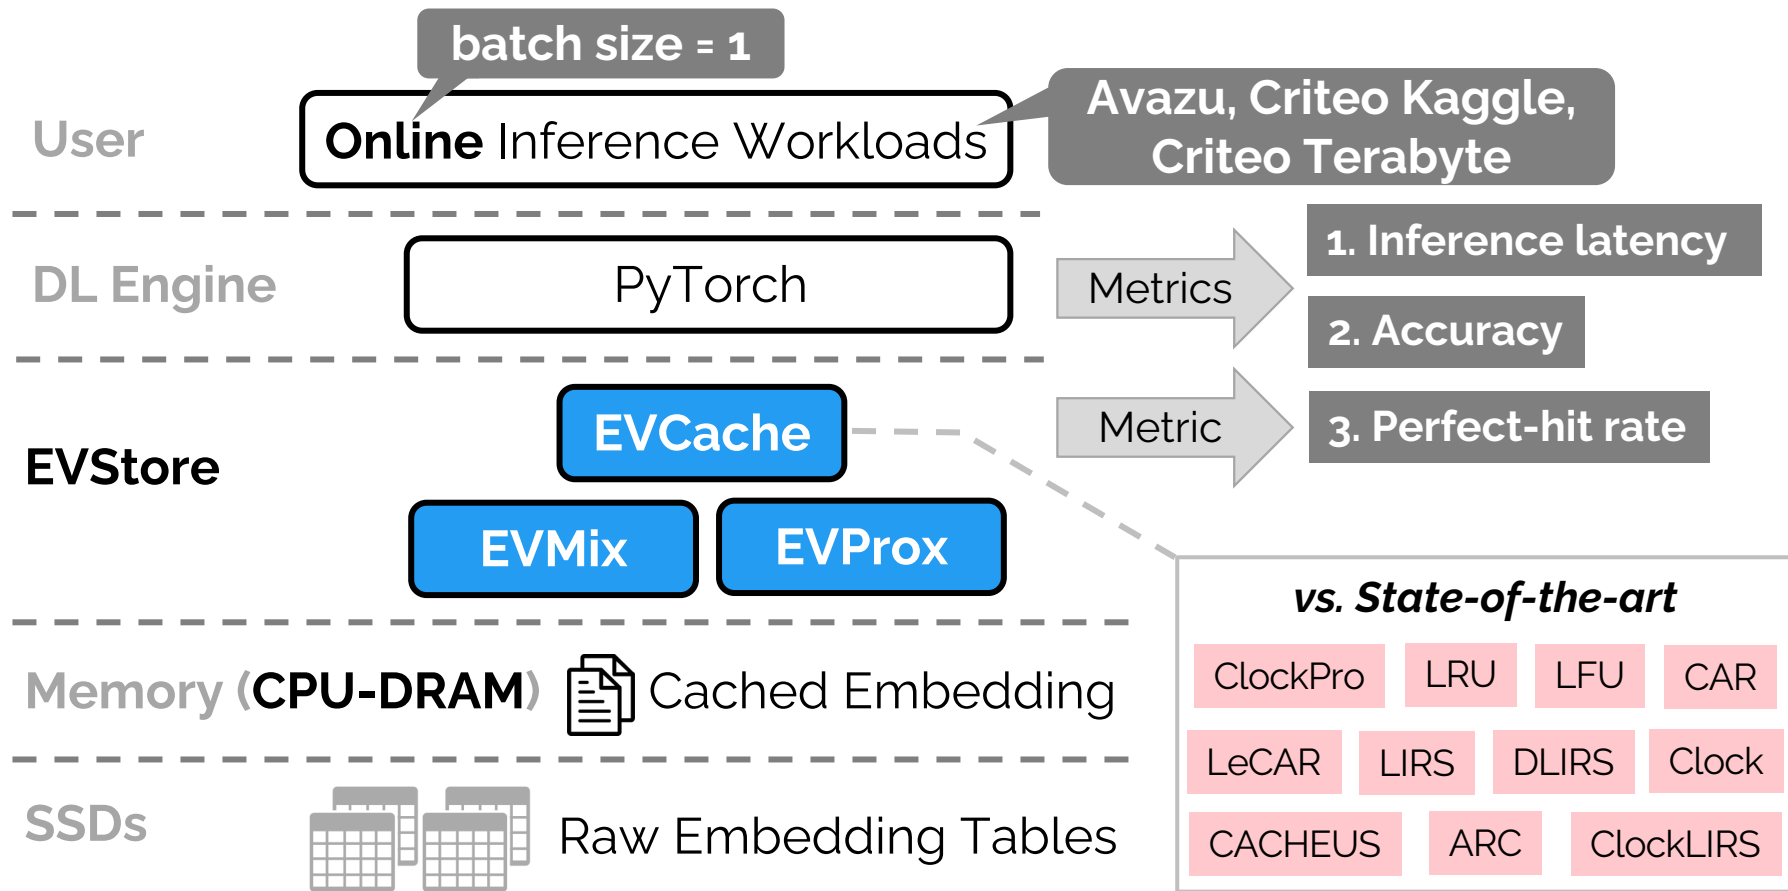 batch size = 1
User
Online Inference Workloads
Avazu, Criteo Kaggle,
Criteo Terabyte
DL Engine
PyTorch
Metrics
1. Inference latency
2. Accuracy
EVStore
EVCache
Metric
3. Perfect-hit rate
EVMix
EVProx
Memory (CPU-DRAM)
Cached Embedding
SSDs
Raw Embedding Tables
vs. State-of-the-art
ClockPro LRU LFU CAR
LeCAR LIRS DLIRS Clock
CACHEUS ARC ClockLIRS